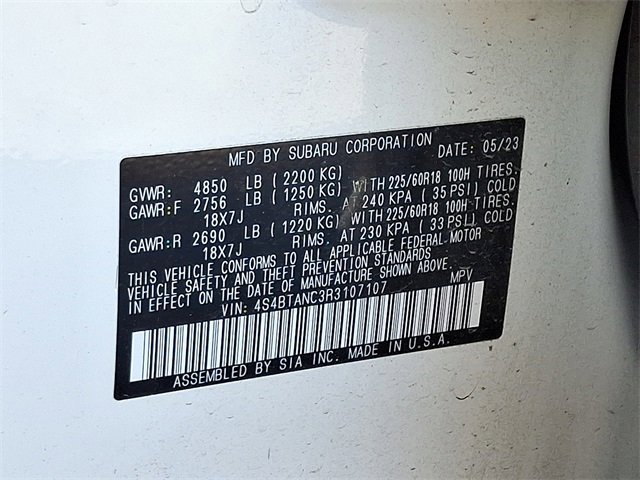 MFD BY SUBARU CORPORATION DATE: 05/23
GVWR: 4850 LB ( 2200 KG)
GAWR:F 2756 LB ( 1250 KG) WITH 225/60R18 100H TIRES.
18X7J RIMS. AT 240 KPA ( 35 PSI) COLD
GAWR:R 2690 LB ( 1220 KG) WITH 225/60R18 100H TIRES.
18X7J RIMS. AT 230 KPA ( 33 PSI) COLD
THIS VEHICLE CONFORMS TO ALL APPLICABLE FEDERAL MOTOR
VEHICLE SAFETY AND THEFT PREVENTION STANDARDS
IN EFFECT ON THE DATE OF MANUFACTURE SHOWN ABOVE.
VIN: 4S4BTANC3R3107107 MPV
ASSEMBLED BY SIA INC. MADE IN U.S.A.